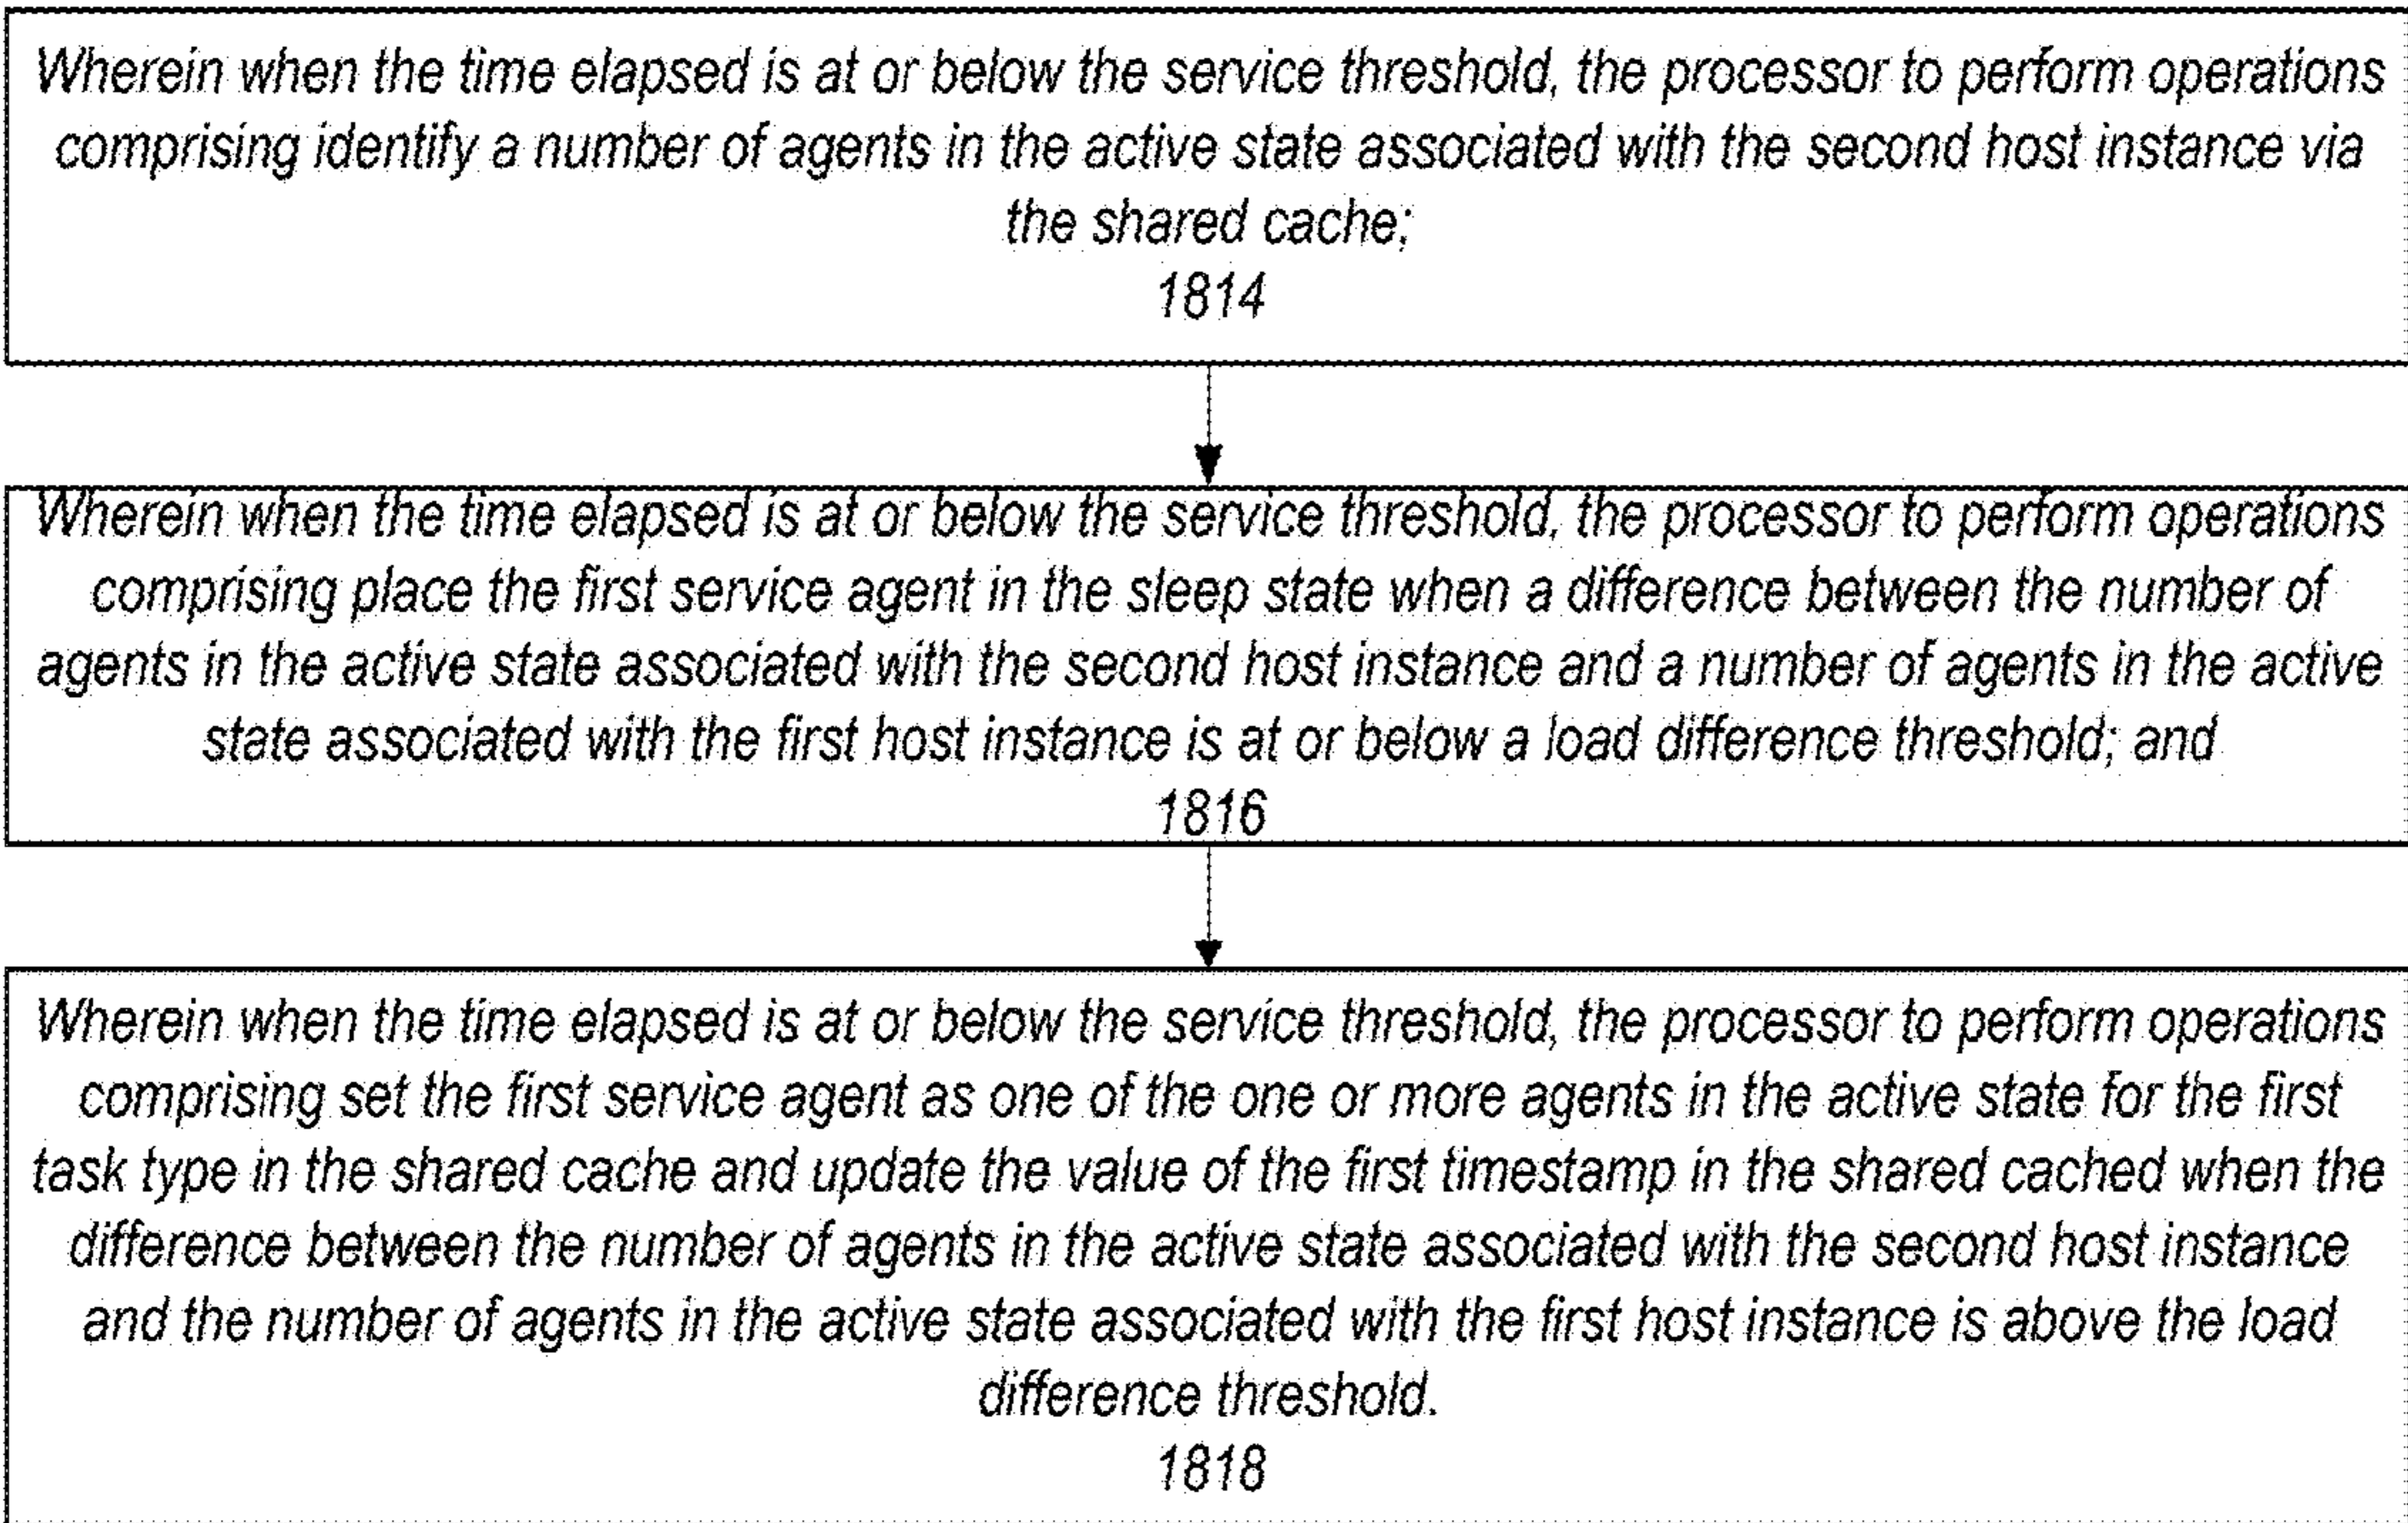 Wherein when the time elapsed is at or below the service threshold, the processor to perform operations
comprising identify a number of agents in the active state associated with the second host instance via
the shared cache;
1814
Wherein when the time elapsed is at or below the service threshold, the processor to perform operations
comprising place the first service agent in the sleep state when a difference between the number of
agents in the active state associated with the second host instance and a number of agents in the active
state associated with the first host instance is at or below a load difference threshold; and
1816
Wherein when the time elapsed is at or below the service threshold, the processor to perform operations
comprising set the first service agent as one of the one or more agents in the active state for the first
task type in the shared cache and update the value of the first timestamp in the shared cached when the
difference between the number of agents in the active state associated with the second host instance
and the number of agents in the active state associated with the first host instance is above the load
difference threshold.
1818